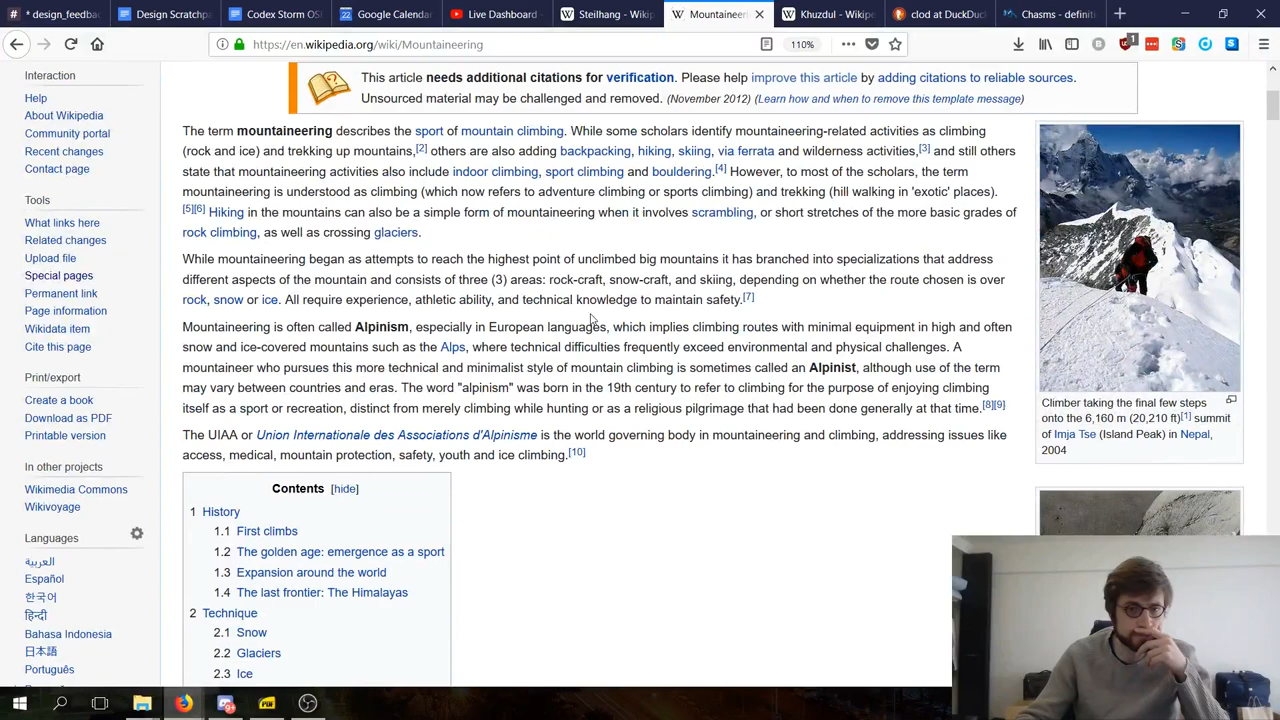 * design_feedbac
Design Scratchpa
Codex Storm OS
Google Calendar
Live Dashboard -
Steilhang - Wikip
Mountaineerin
Khuzdul - Wikipe
clod at DuckDu
Chasms - definiti
https://en.wikipedia.org/wiki/Mountaineering
110%
1
Interaction
Help
About Wikipedia
Community portal
Recent changes
Contact page
Tools
What links here
Related changes
Upload file
Special pages
Permanent link
Page information
Wikidata item
Cite this page
Print/export
Create a book
Download as PDF
Printable version
In other projects
Wikimedia Commons
Wikivoyage
Languages
العربية
Español
한국어
हिन्दी
Bahasa Indonesia
日本語
Português
This article needs additional citations for verification. Please help improve this article by adding citations to reliable sources.
Unsourced material may be challenged and removed. (November 2012) (Learn how and when to remove this template message)
The term mountaineering describes the sport of mountain climbing. While some scholars identify mountaineering-related activities as climbing
(rock and ice) and trekking up mountains,[2] others are also adding backpacking, hiking, skiing, via ferrata and wilderness activities,[3] and still others
state that mountaineering activities also include indoor climbing, sport climbing and bouldering.[4] However, to most of the scholars, the term
mountaineering is understood as climbing (which now refers to adventure climbing or sports climbing) and trekking (hill walking in 'exotic' places).
[5][6] Hiking in the mountains can also be a simple form of mountaineering when it involves scrambling, or short stretches of the more basic grades of
rock climbing, as well as crossing glaciers.
While mountaineering began as attempts to reach the highest point of unclimbed big mountains it has branched into specializations that address
different aspects of the mountain and consists of three (3) areas: rock-craft, snow-craft, and skiing, depending on whether the route chosen is over
rock, snow or ice. All require experience, athletic ability, and technical knowledge to maintain safety.[7]
Mountaineering is often called Alpinism, especially in European languages, which implies climbing routes with minimal equipment in high and often
snow and ice-covered mountains such as the Alps, where technical difficulties frequently exceed environmental and physical challenges. A
mountaineer who pursues this more technical and minimalist style of mountain climbing is sometimes called an Alpinist, although use of the term
may vary between countries and eras. The word "alpinism" was born in the 19th century to refer to climbing for the purpose of enjoying climbing
itself as a sport or recreation, distinct from merely climbing while hunting or as a religious pilgrimage that had been done generally at that time.[8][9]
The UIAA or Union Internationale des Associations d'Alpinisme is the world governing body in mountaineering and climbing, addressing issues like
access, medical, mountain protection, safety, youth and ice climbing.[10]
Contents [hide]
1 History
1.1 First climbs
1.2 The golden age: emergence as a sport
1.3 Expansion around the world
1.4 The last frontier: The Himalayas
2 Technique
2.1 Snow
2.2 Glaciers
2.3 Ice
Climber taking the final few steps
onto the 6,160 m (20,210 ft)[1] summit
of Imja Tse (Island Peak) in Nepal,
2004